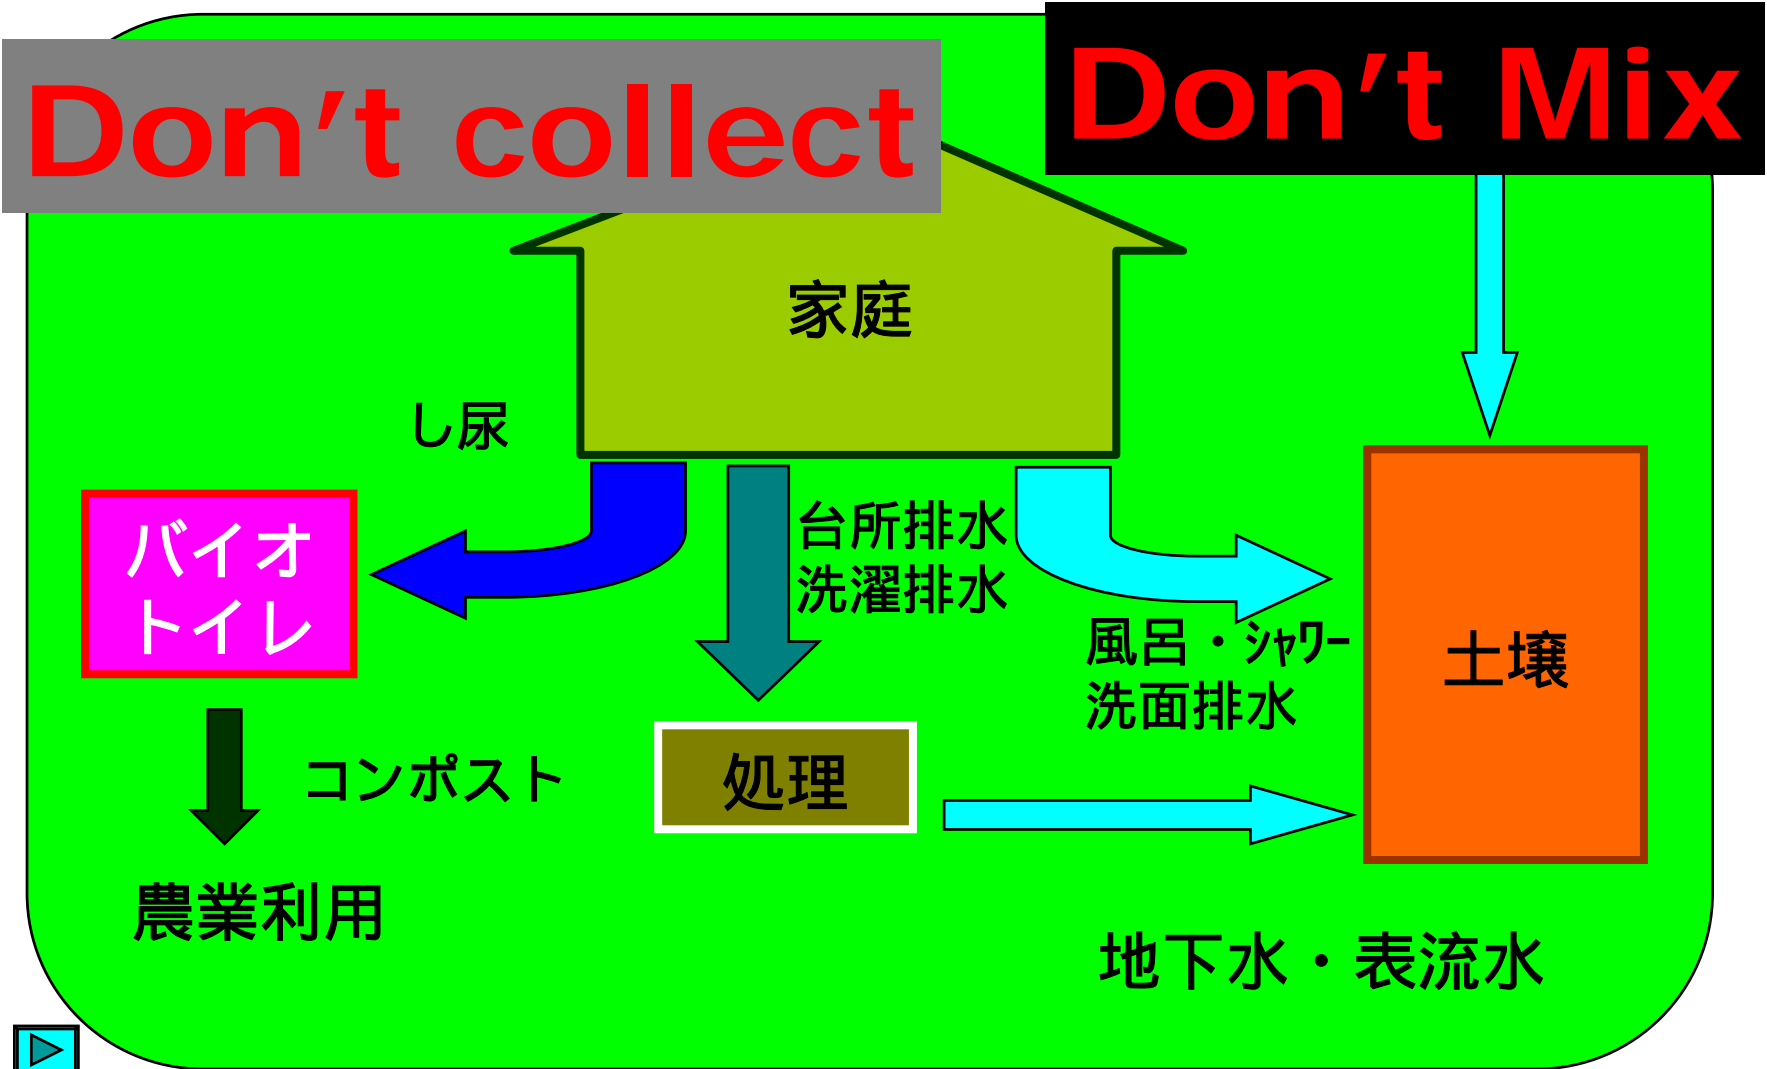 Don't collect
Don't Mix
家庭
し尿
バイオ
トイレ
台所排水
洗濯排水
風呂・ｼｬﾜｰ
洗面排水
土壌
コンポスト
処理
農業利用
地下水・表流水